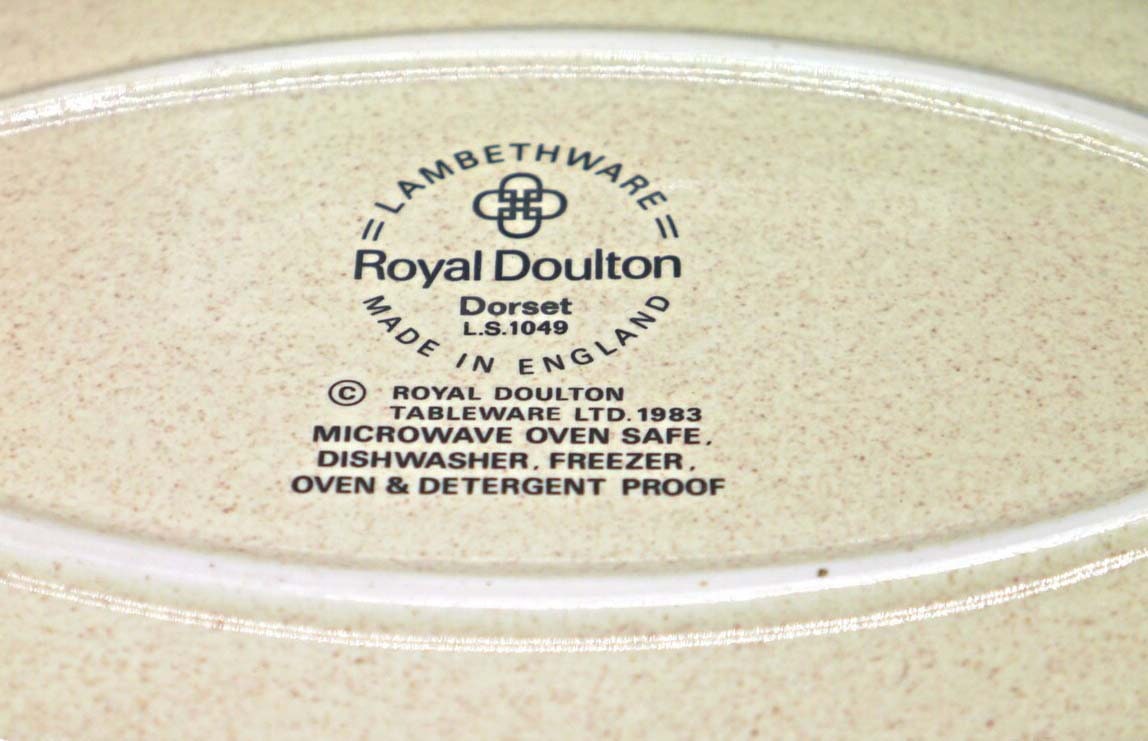 =LAMBETHWARE=
Royal Doulton
Dorset
L.S.1049
MADE IN ENGLAND
© ROYAL DOULTON
TABLEWARE LTD.1983
MICROWAVE OVEN SAFE.
DISHWASHER. FREEZER.
OVEN & DETERGENT PROOF